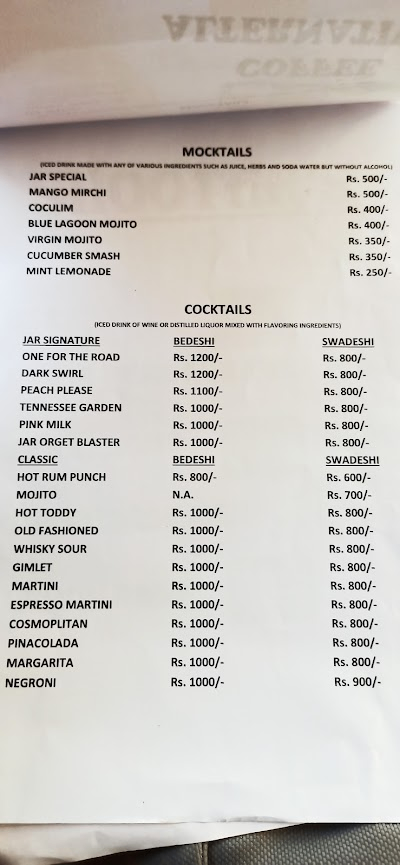 ALTERNATI
COFFEE
MOCKTAILS
(ICED DRINK MADE WITH ANY OF VARIOUS INGREDIENTS SUCH AS JUICE, HERBS AND SODA WATER BUT WITHOUT ALCOHOL)
JAR SPECIAL Rs. 500/-
MANGO MIRCHI Rs. 500/-
COCULIM Rs. 400/-
BLUE LAGOON MOJITO Rs. 400/-
VIRGIN MOJITO Rs. 350/-
CUCUMBER SMASH Rs. 350/-
MINT LEMONADE Rs. 250/-
COCKTAILS
(ICED DRINK OF WINE OR DISTILLED LIQUOR MIXED WITH FLAVORING INGREDIENTS)
JAR SIGNATURE BEDESHI SWADESHI
ONE FOR THE ROAD Rs. 1200/- Rs. 800/-
DARK SWIRL Rs. 1200/- Rs. 800/-
PEACH PLEASE Rs. 1100/- Rs. 800/-
TENNESSEE GARDEN Rs. 1000/- Rs. 800/-
PINK MILK Rs. 1000/- Rs. 800/-
JAR ORGET BLASTER Rs. 1000/- Rs. 800/-
CLASSIC BEDESHI SWADESHI
HOT RUM PUNCH Rs. 800/- Rs. 600/-
MOJITO N.A. Rs. 700/-
HOT TODDY Rs. 1000/- Rs. 800/-
OLD FASHIONED Rs. 1000/- Rs. 800/-
WHISKY SOUR Rs. 1000/- Rs. 800/-
GIMLET Rs. 1000/- Rs. 800/-
MARTINI Rs. 1000/- Rs. 800/-
ESPRESSO MARTINI Rs. 1000/- Rs. 800/-
COSMOPLITAN Rs. 1000/- Rs. 800/-
PINACOLADA Rs. 1000/- Rs. 800/-
MARGARITA Rs. 1000/- Rs. 800/-
NEGRONI Rs. 1000/- Rs. 900/-